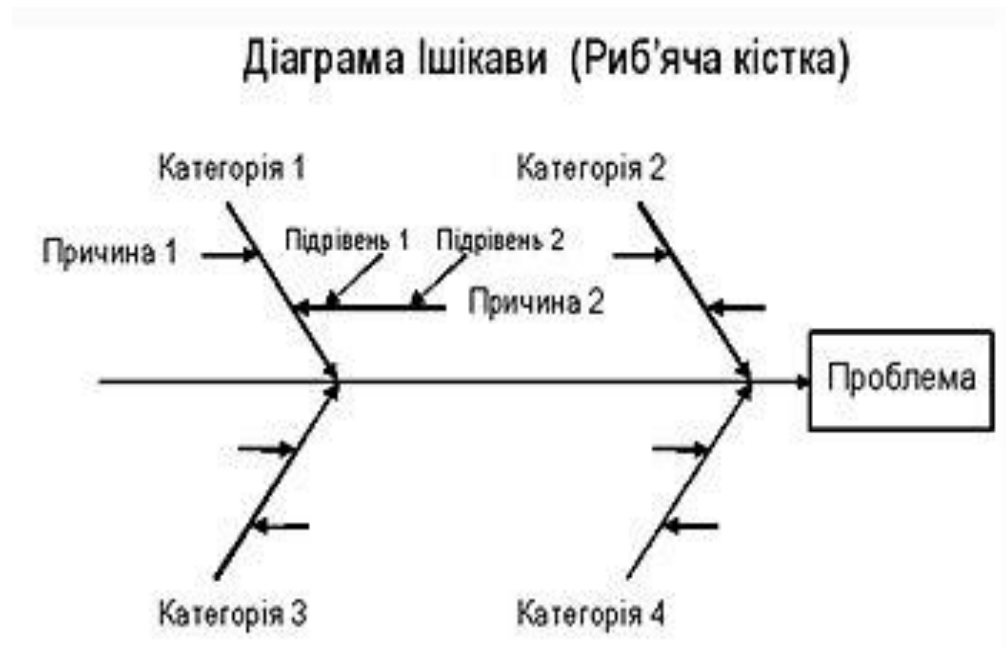 Діаграма Ішікави (Риб'яча кістка)
Категорія 1
Категорія 2
Причина 1
Підрівень 1
Підрівень 2
Причина 2
Проблема
Категорія 3
Категорія 4